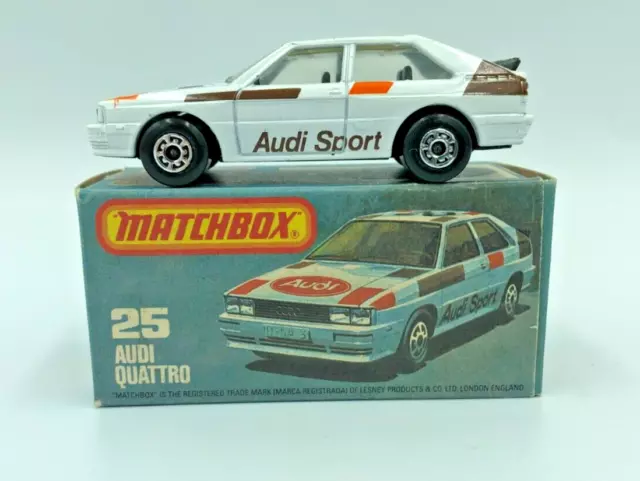 Audi Sport
MATCHBOX®
25
AUDI
QUATTRO
Audi
Audi Sport
"MATCHBOX" IS THE REGISTERED TRADE MARK (MARCA REGISTRADA) OF LESNEY PRODUCTS & CO. LTD. LONDON ENGLAND